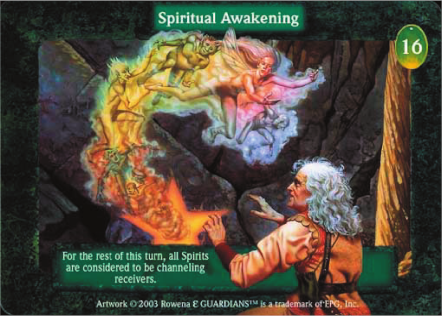 Spiritual Awakening
16
For the rest of this turn, all Spirits
are considered to be channeling
receivers.
Artwork © 2003 Rowena & GUARDIANS™ is a trademark of FPG, Inc.